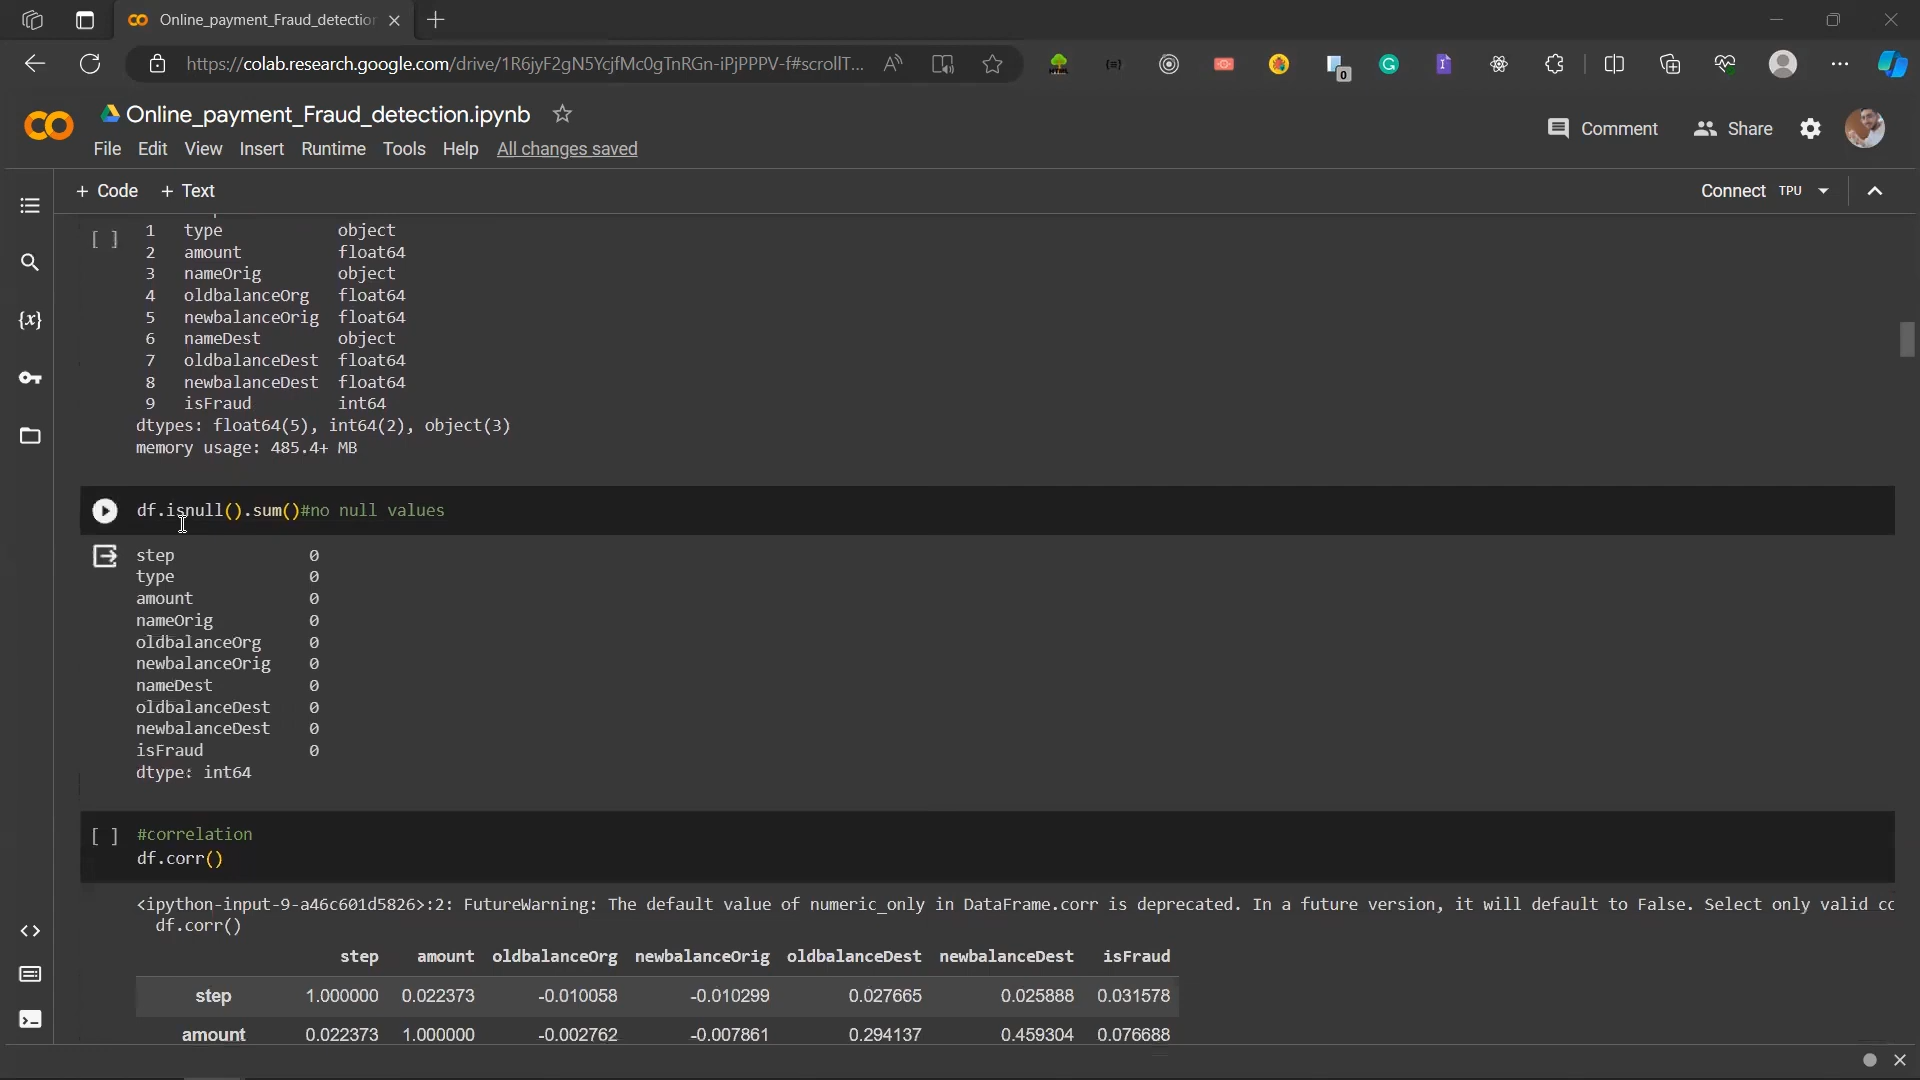 Online_payment_Fraud_detectio
https://colab.research.google.com/drive/1R6jyF2gN5YcjfMc0gTnRGn-iPjPPPV-f#scrollT...
Online_payment_Fraud_detection.ipynb
File Edit View Insert Runtime Tools Help All changes saved
Comment Share
+ Code + Text
Connect TPU
[ ] 1 type object
2 amount float64
3 nameOrig object
4 oldbalanceOrg float64
5 newbalanceOrig float64
6 nameDest object
7 oldbalanceDest float64
8 newbalanceDest float64
9 isFraud int64
dtypes: float64(5), int64(2), object(3)
memory usage: 485.4+ MB
df.isnull().sum()#no null values
step 0
type 0
amount 0
nameOrig 0
oldbalanceOrg 0
newbalanceOrig 0
nameDest 0
oldbalanceDest 0
newbalanceDest 0
isFraud 0
dtype: int64
[ ] #correlation
df.corr()
<ipython-input-9-a46c601d5826>:2: FutureWarning: The default value of numeric_only in DataFrame.corr is deprecated. In a future version, it will default to False. Select only valid co
df.corr()
step amount oldbalanceOrg newbalanceOrig oldbalanceDest newbalanceDest isFraud
step 1.000000 0.022373 -0.010058 -0.010299 0.027665 0.025888 0.031578
amount 0.022373 1.000000 -0.002762 -0.007861 0.294137 0.459304 0.076688